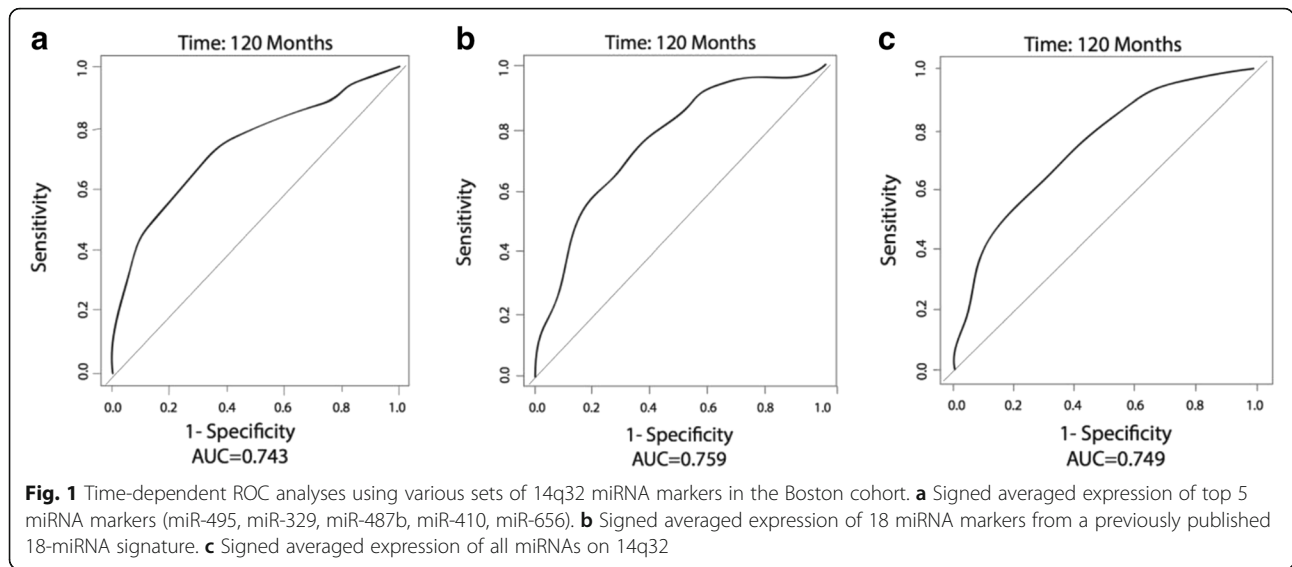 a
Time: 120 Months
1.0
0.8
0.6
0.4
0.2
0.0
Sensitivity
0.0 0.2 0.4 0.6 0.8 1.0
1- Specificity
AUC=0.743
b
Time: 120 Months
1.0
0.8
0.6
0.4
0.2
0.0
Sensitivity
0.0 0.2 0.4 0.6 0.8 1.0
1- Specificity
AUC=0.759
c
Time: 120 Months
1.0
0.8
0.6
0.4
0.2
0.0
Sensitivity
0.0 0.2 0.4 0.6 0.8 1.0
1- Specificity
AUC=0.749
Fig. 1 Time-dependent ROC analyses using various sets of 14q32 miRNA markers in the Boston cohort. a Signed averaged expression of top 5
miRNA markers (miR-495, miR-329, miR-487b, miR-410, miR-656). b Signed averaged expression of 18 miRNA markers from a previously published
18-miRNA signature. c Signed averaged expression of all miRNAs on 14q32